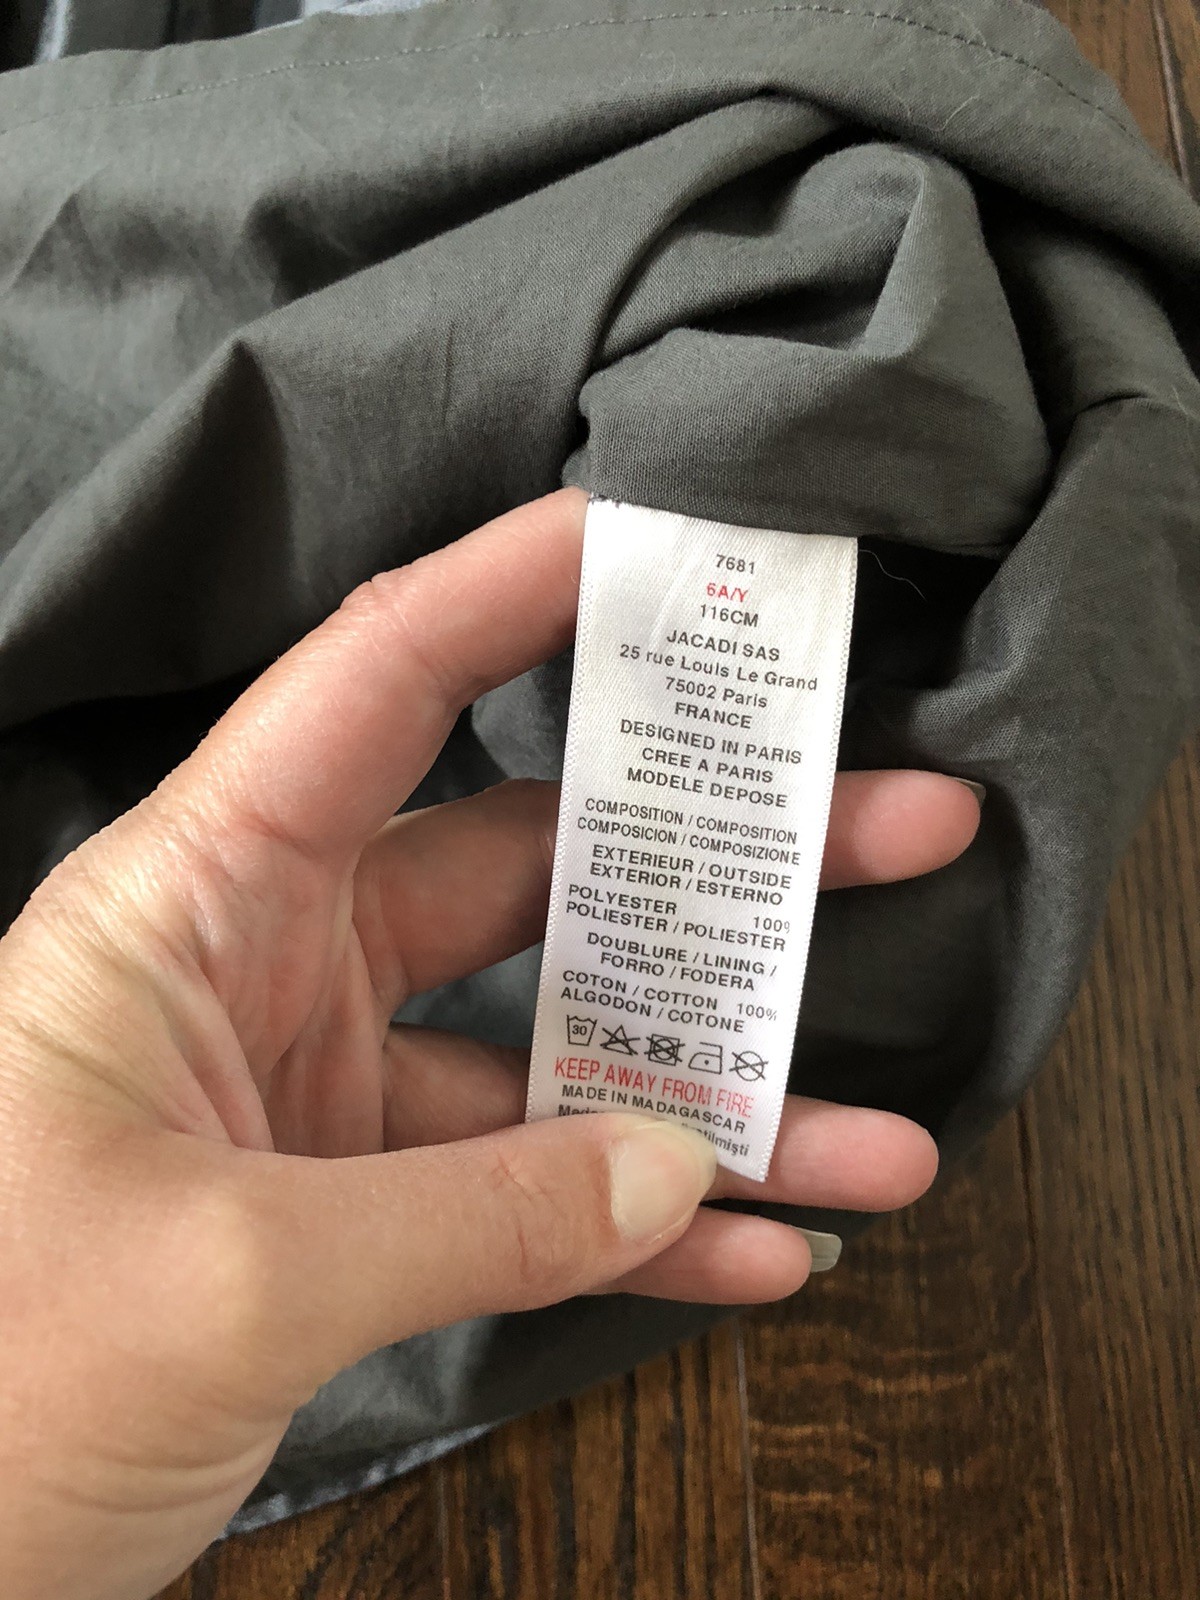 7681
6A/Y
116CM
JACADI SAS
25 rue Louis Le Grand
75002 Paris
FRANCE
DESIGNED IN PARIS
CREE A PARIS
MODELE DEPOSE
COMPOSITION / COMPOSITION
COMPOSICION / COMPOSIZIONE
EXTERIEUR / OUTSIDE
EXTERIOR / ESTERNO
POLYESTER 100%
POLIESTER / POLIESTER
DOUBLURE / LINING /
FORRO / FODERA
COTON / COTTON 100%
ALGODON / COTONE
30
KEEP AWAY FROM FIRE
MADE IN MADAGASCAR